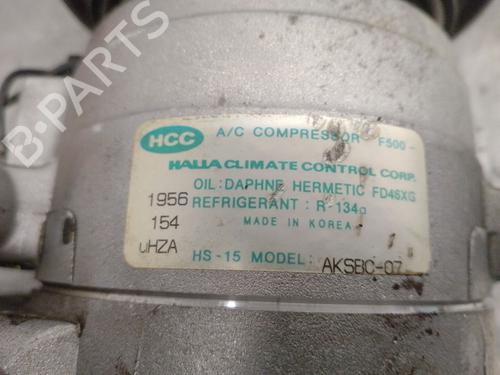 HCC A/C COMPRESSOR F500-
HALLA CLIMATE CONTROL CORP.
OIL: DAPHNE HERMETIC FD46XG
1956 REFRIGERANT : R-134a
154 MADE IN KOREA
uHZA HS-15 MODEL: AKSBC-07
B-PARTS